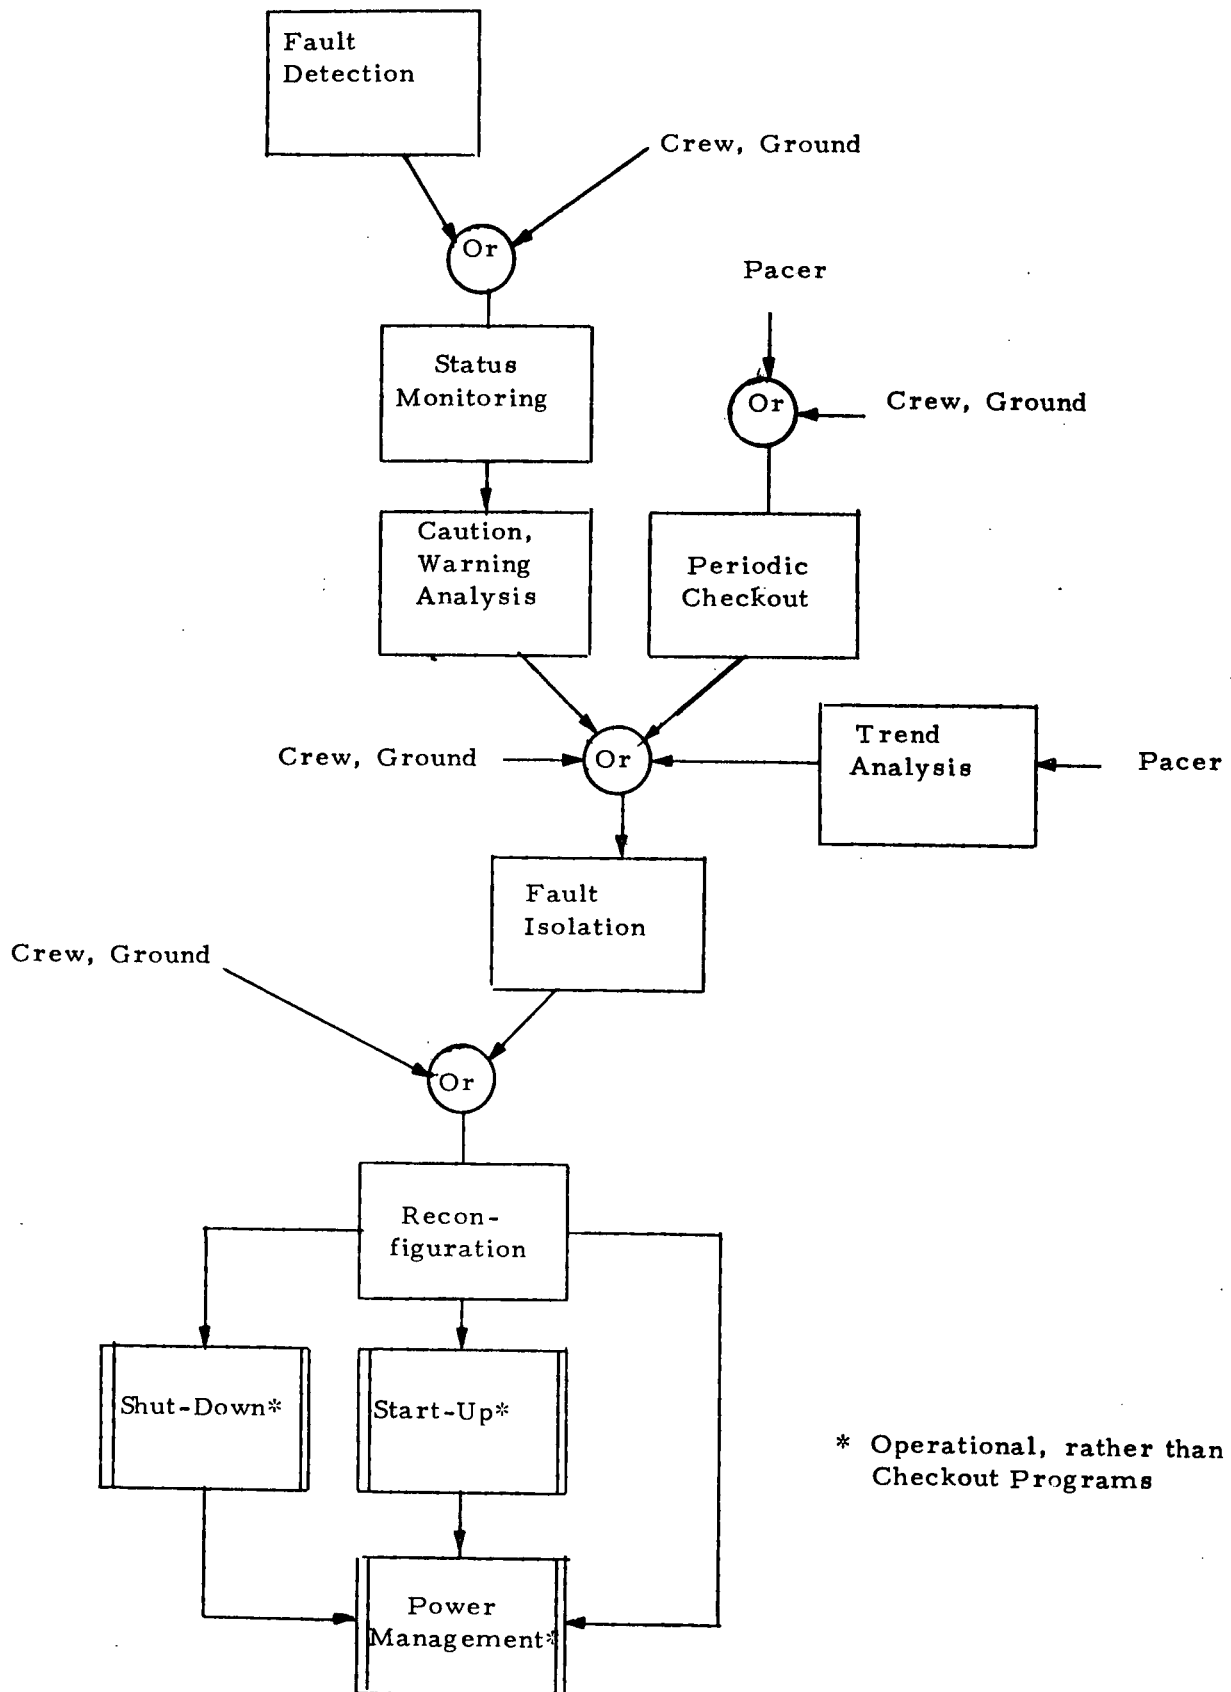 Fault
Detection
Crew, Ground
Or
Pacer
Status
Monitoring
Or
Crew, Ground
Caution,
Warning
Analysis
Periodic
Checkout
Trend
Analysis
Crew, Ground
Or
Pacer
Fault
Isolation
Crew, Ground
Or
Recon-
figuration
Shut-Down*
Start-Up*
* Operational, rather than
Checkout Programs
Power
Management*